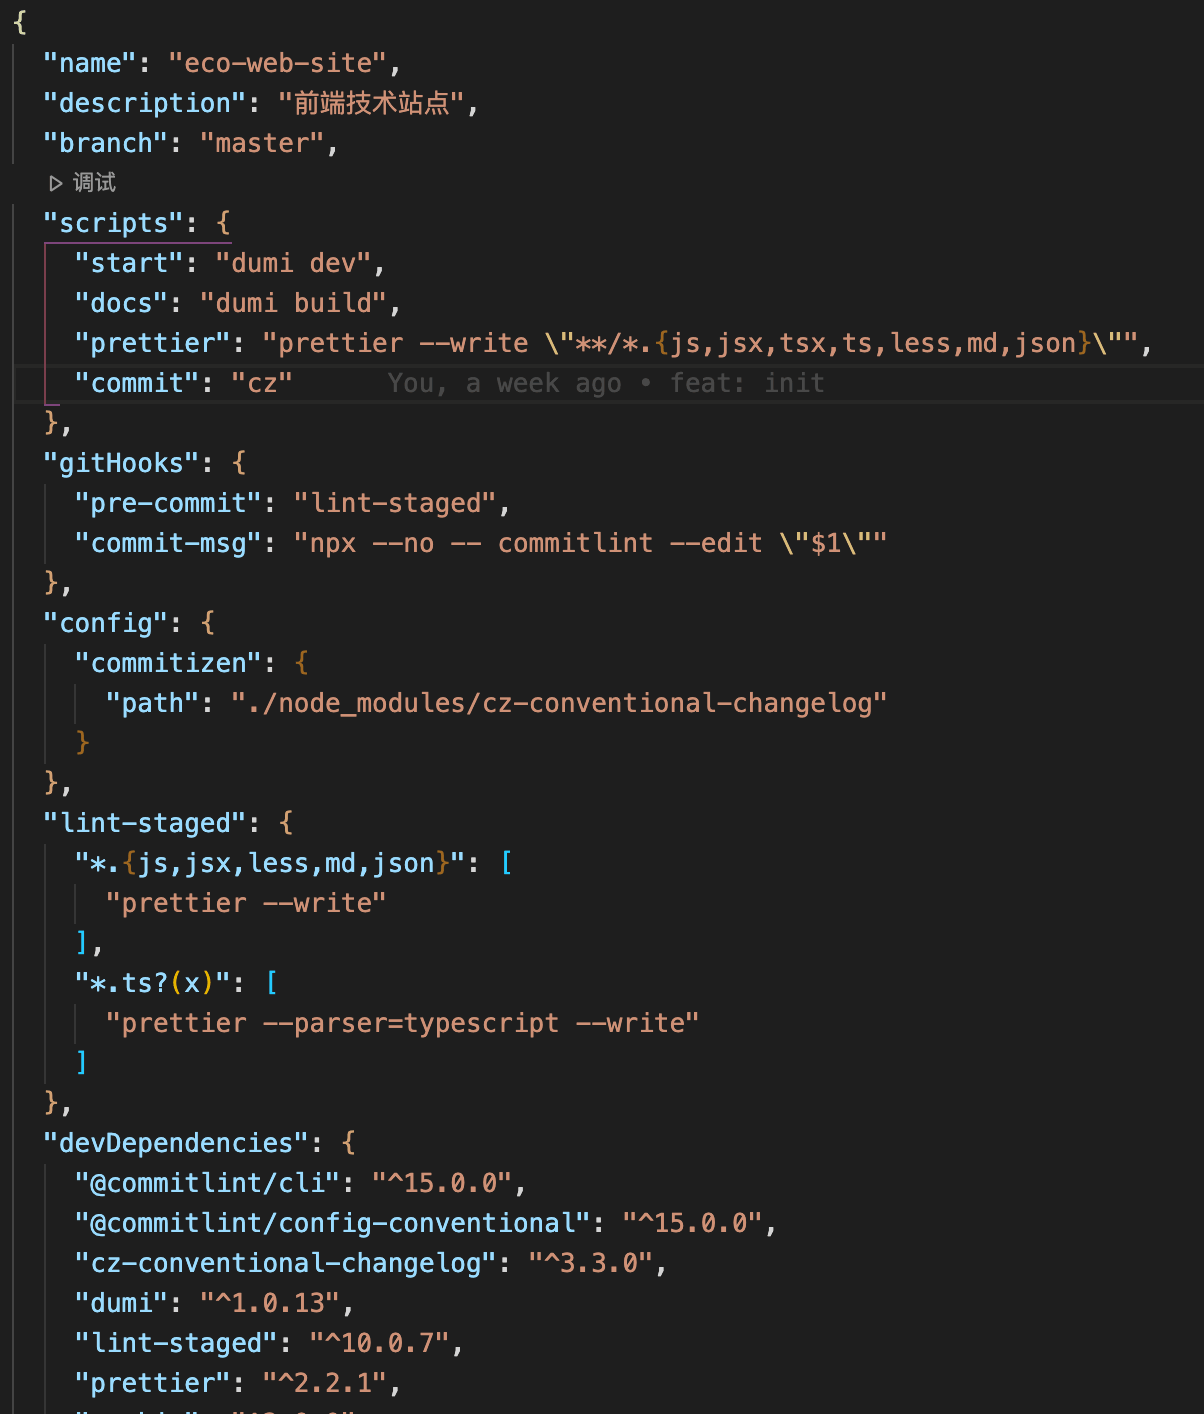 {
"name": "eco-web-site",
"description": "前端技术站点",
"branch": "master",
调试
"scripts": {
"start": "dumi dev",
"docs": "dumi build",
"prettier": "prettier --write \"**/*.{js,jsx,tsx,ts,less,md,json}\"",
"commit": "cz" You, a week ago • feat: init
},
"gitHooks": {
"pre-commit": "lint-staged",
"commit-msg": "npx --no -- commitlint --edit \"$1\""
},
"config": {
"commitizen": {
"path": "./node_modules/cz-conventional-changelog"
}
},
"lint-staged": {
"*.{js,jsx,less,md,json}": [
"prettier --write"
],
"*.ts?(x)": [
"prettier --parser=typescript --write"
]
},
"devDependencies": {
"@commitlint/cli": "^15.0.0",
"@commitlint/config-conventional": "^15.0.0",
"cz-conventional-changelog": "^3.3.0",
"dumi": "^1.0.13",
"lint-staged": "^10.0.7",
"prettier": "^2.2.1",